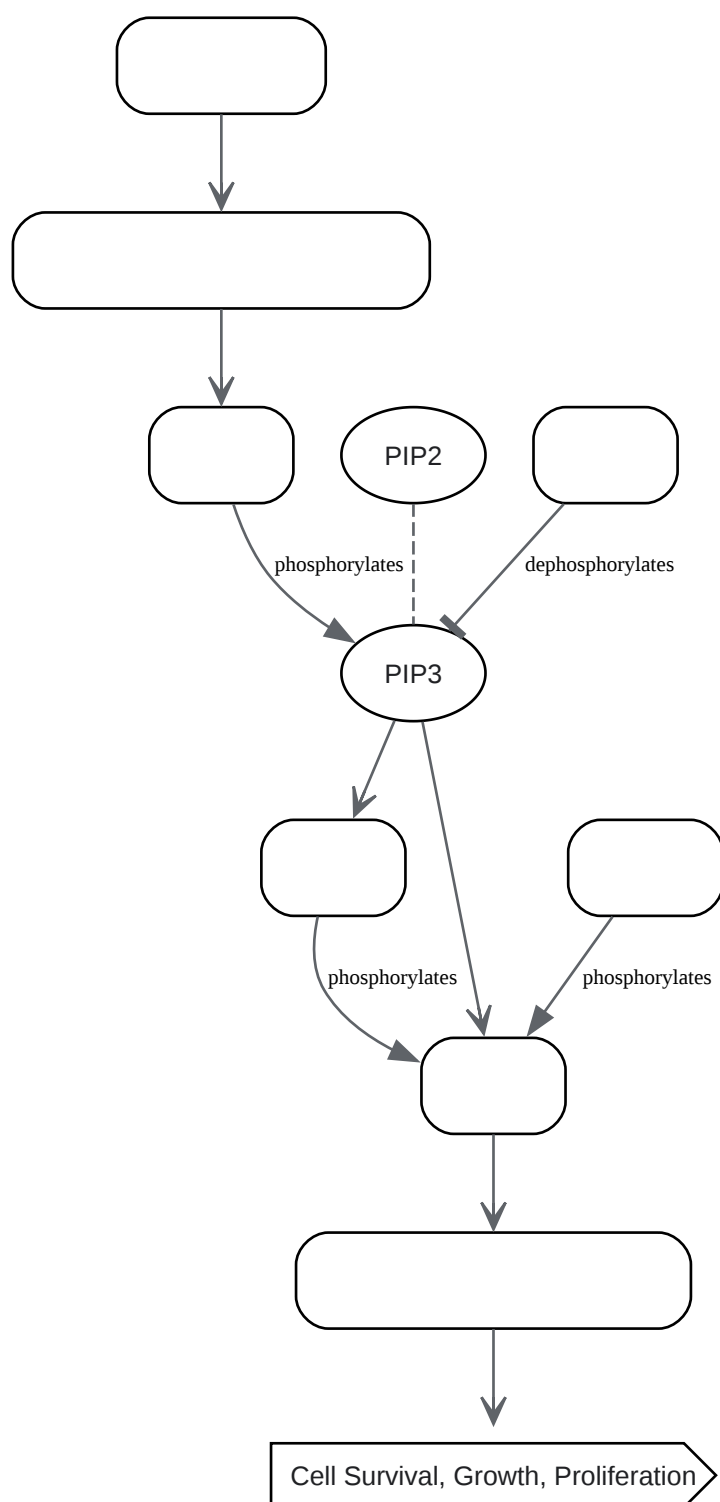 PIP2
phosphorylates
dephosphorylates
PIP3
phosphorylates
phosphorylates
Cell Survival, Growth, Proliferation